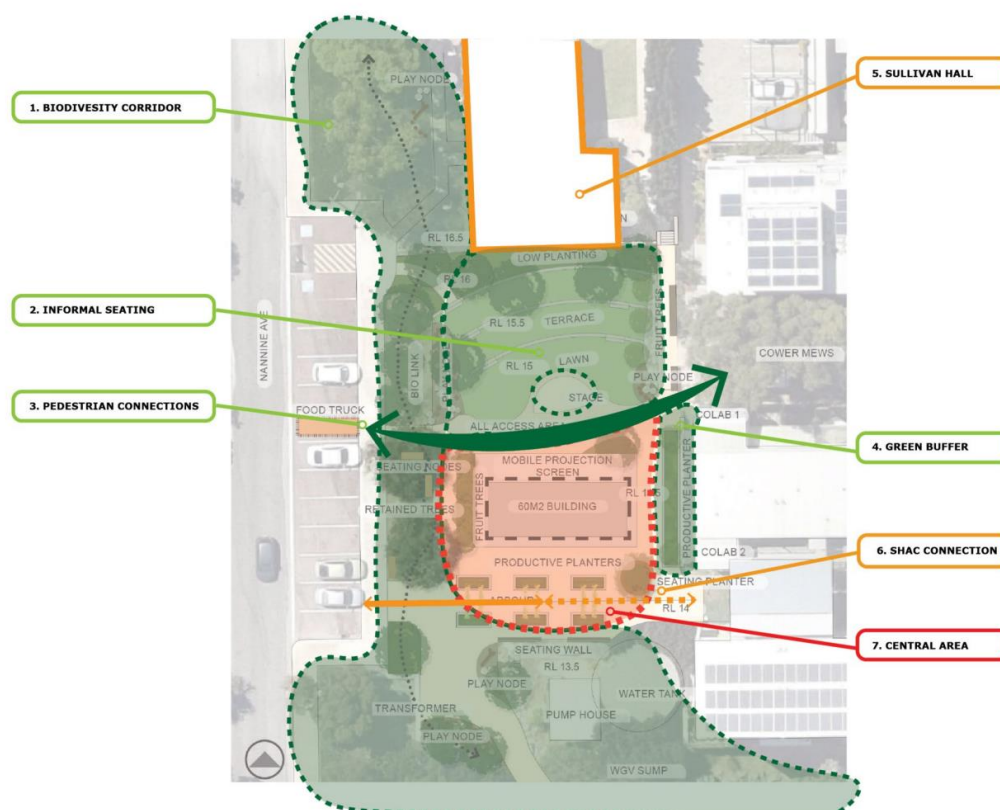 PLAY NODE
5. SULLIVAN HALL
1. BIODIVESITY CORRIDOR
RL 16.5
LOW PLANTING
RL 16
2. INFORMAL SEATING
RL 15.5
TERRACE
FRUIT TREES
NANNINE AVE
BIO LINK
RL 15
LAWN
COWER MEWS
PLAY NODE
3. PEDESTRIAN CONNECTIONS
FOOD TRUCK
STAGE
COLAB 1
ALL ACCESS AREA
4. GREEN BUFFER
SEATING NODES
MOBILE PROJECTION
SCREEN
PRODUCTIVE PLANTER
RETAINED TREES
FRUIT TREES
60M2 BUILDING
COLAB 2
6. SHAC CONNECTION
PRODUCTIVE PLANTERS
SEATING PLANTER
RL 14
7. CENTRAL AREA
SEATING WALL
RL 13.5
PLAY NODE
WATER TANK
TRANSFORMER
PUMP HOUSE
PLAY NODE
WGV SUMP